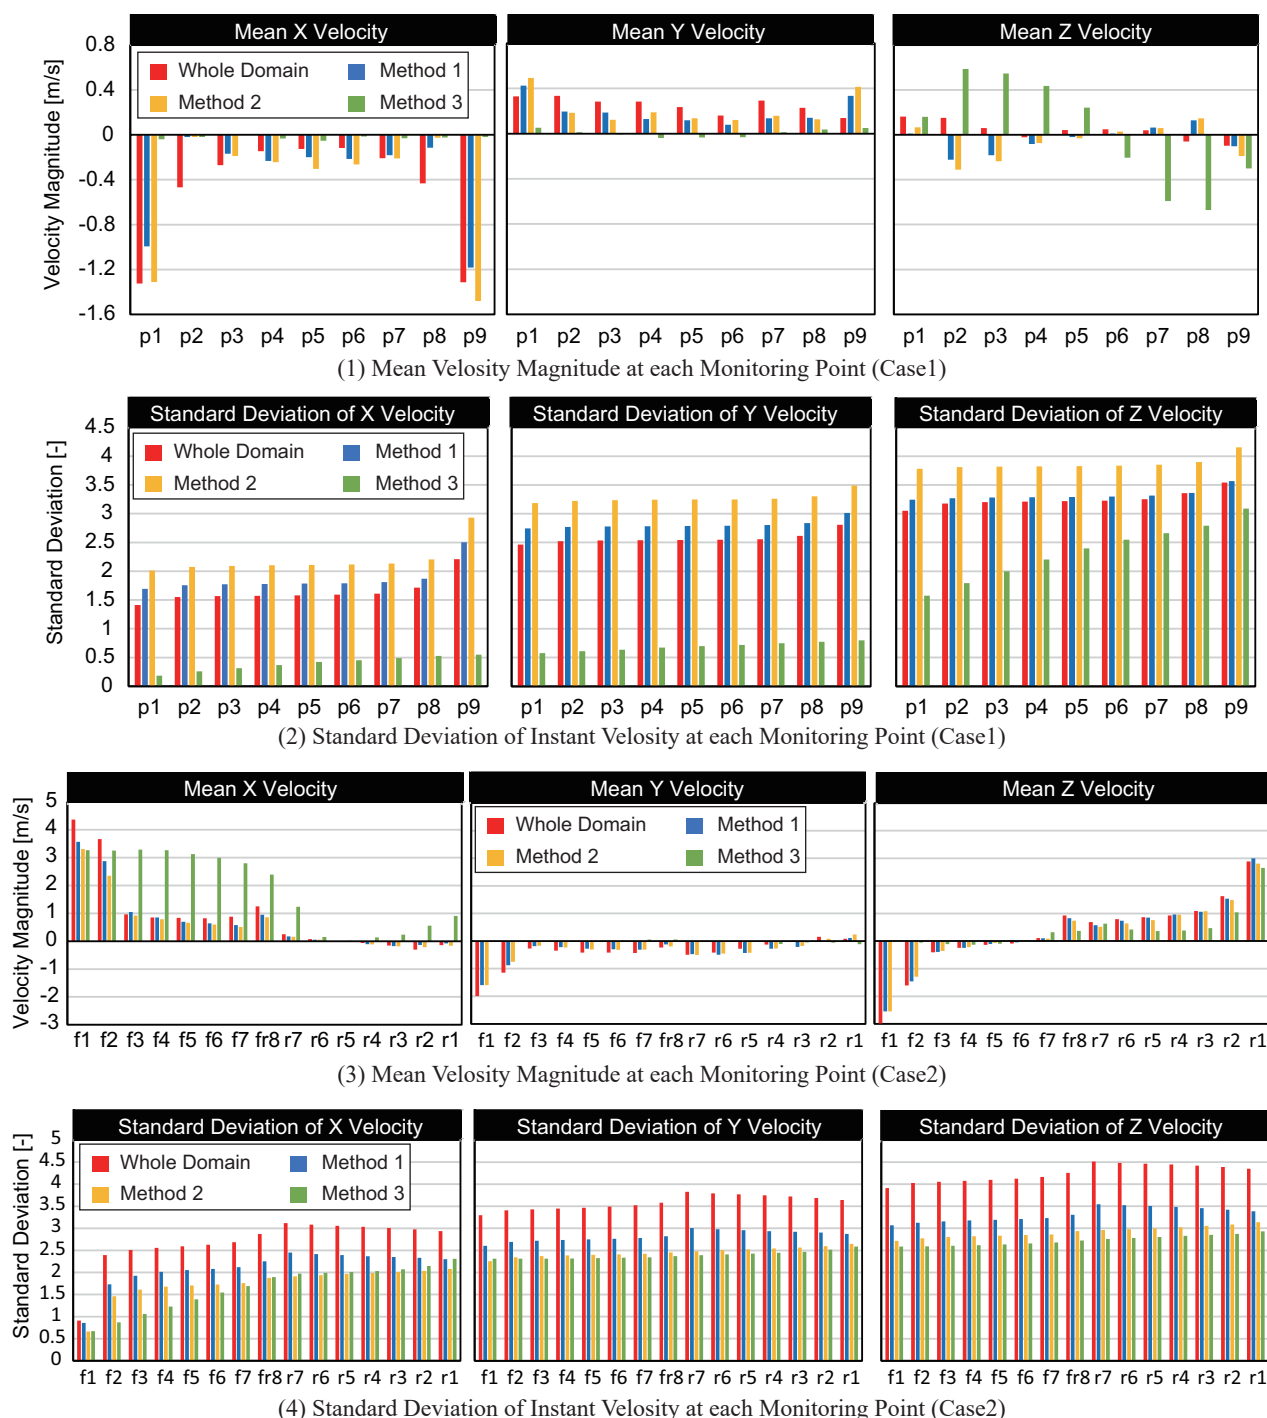 Mean X Velocity Mean Y Velocity Mean Z Velocity
Velocity Magnitude [m/s]
0.8
0.4
0
-0.4
-0.8
-1.2
-1.6
Whole Domain Method 1
Method 2 Method 3
p1 p2 p3 p4 p5 p6 p7 p8 p9 p1 p2 p3 p4 p5 p6 p7 p8 p9 p1 p2 p3 p4 p5 p6 p7 p8 p9
(1) Mean Velosity Magnitude at each Monitoring Point (Case1)
Standard Deviation of X Velocity Standard Deviation of Y Velocity Standard Deviation of Z Velocity
Standard Deviation [-]
4.5
4
3.5
3
2.5
2
1.5
1
0.5
0
Whole Domain Method 1
Method 2 Method 3
p1 p2 p3 p4 p5 p6 p7 p8 p9 p1 p2 p3 p4 p5 p6 p7 p8 p9 p1 p2 p3 p4 p5 p6 p7 p8 p9
(2) Standard Deviation of Instant Velosity at each Monitoring Point (Case1)
Mean X Velocity Mean Y Velocity Mean Z Velocity
Velocity Magnitude [m/s]
5
4
3
2
1
0
-1
-2
-3
Whole Domain Method 1
Method 2 Method 3
f1 f2 f3 f4 f5 f6 f7 fr8 r7 r6 r5 r4 r3 r2 r1 f1 f2 f3 f4 f5 f6 f7 fr8 r7 r6 r5 r4 r3 r2 r1 f1 f2 f3 f4 f5 f6 f7 fr8 r7 r6 r5 r4 r3 r2 r1
(3) Mean Velosity Magnitude at each Monitoring Point (Case2)
Standard Deviation of X Velocity Standard Deviation of Y Velocity Standard Deviation of Z Velocity
Standard Deviation [-]
5
4.5
4
3.5
3
2.5
2
1.5
1
0.5
0
Whole Domain Method 1
Method 2 Method 3
f1 f2 f3 f4 f5 f6 f7 fr8 r7 r6 r5 r4 r3 r2 r1 f1 f2 f3 f4 f5 f6 f7 fr8 r7 r6 r5 r4 r3 r2 r1 f1 f2 f3 f4 f5 f6 f7 fr8 r7 r6 r5 r4 r3 r2 r1
(4) Standard Deviation of Instant Velosity at each Monitoring Point (Case2)